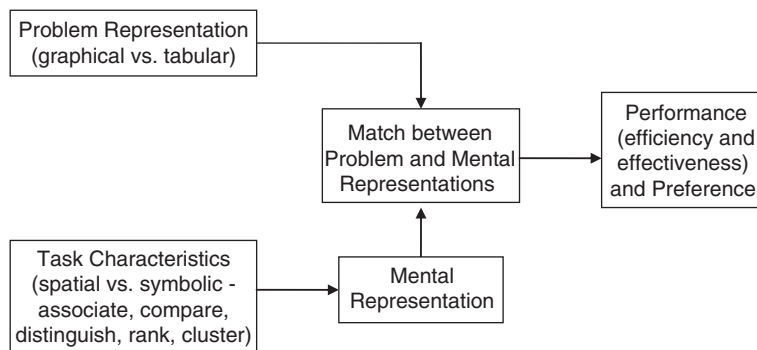 Problem Representation
(graphical vs. tabular)
Match between
Problem and Mental
Representations
Performance
(efficiency and
effectiveness)
and Preference
Task Characteristics
(spatial vs. symbolic -
associate, compare,
distinguish, rank, cluster)
Mental
Representation